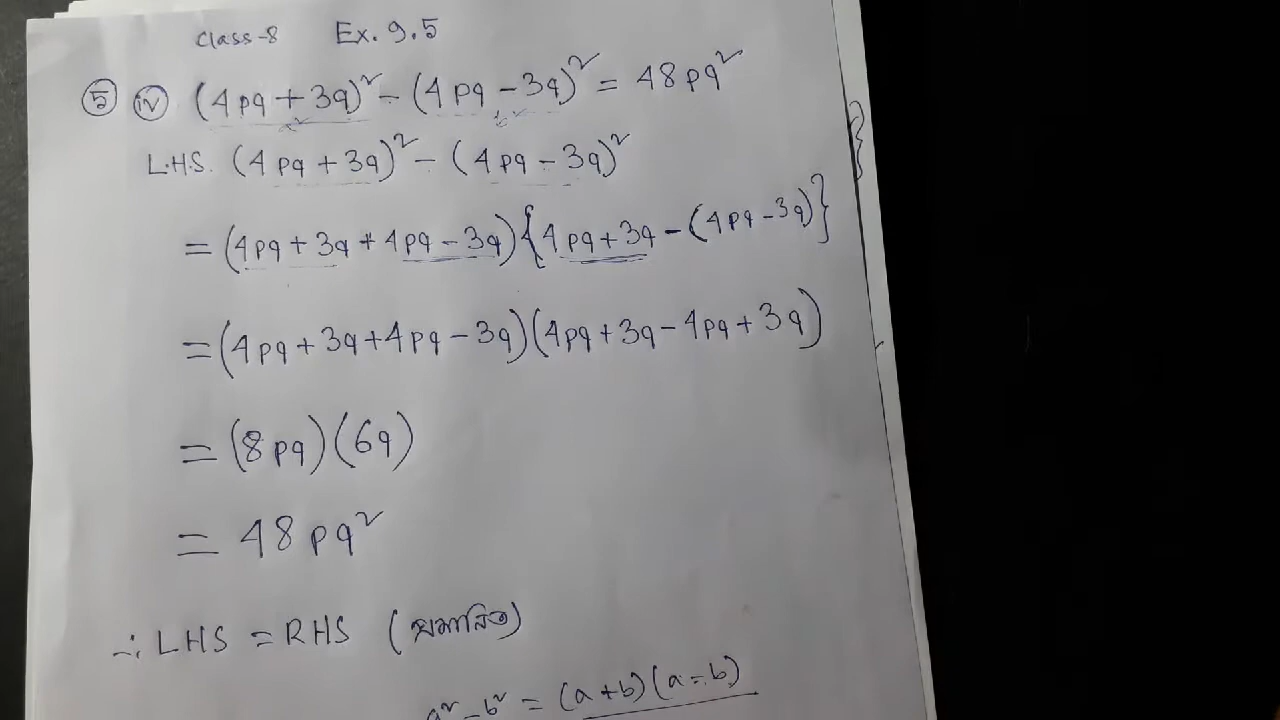 Class-8 Ex. 9.5
⑤ ⓘⓥ (4pq + 3q)² - (4pq - 3q)² = 48pq²
L.H.S. (4pq + 3q)² - (4pq - 3q)²
= (4pq + 3q + 4pq - 3q){4pq + 3q - (4pq - 3q)}
= (4pq + 3q + 4pq - 3q)(4pq + 3q - 4pq + 3q)
= (8pq)(6q)
= 48pq²
∴ LHS = RHS (প্রমাণিত)
a² - b² = (a + b)(a - b)